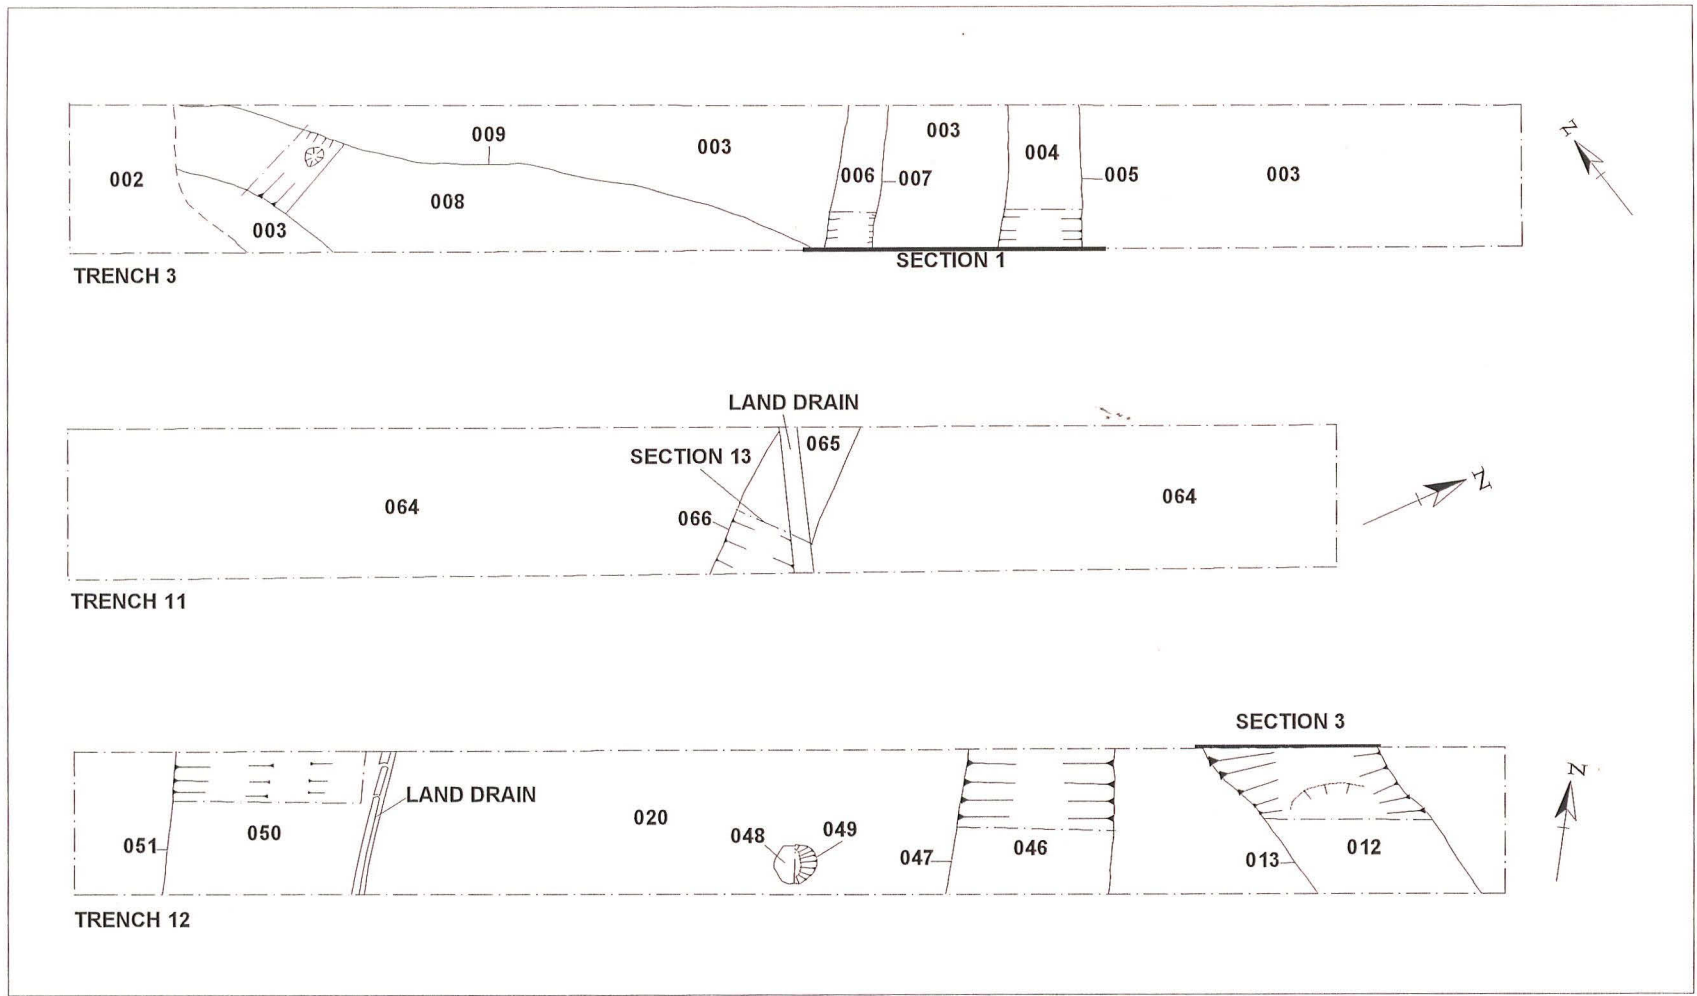 009
003
003
004
002
006
007
005
003
008
003
SECTION 1
TRENCH 3
N
LAND DRAIN
065
SECTION 13
064
066
064
N
TRENCH 11
SECTION 3
N
LAND DRAIN
051
050
020
048
049
047
046
013
012
TRENCH 12